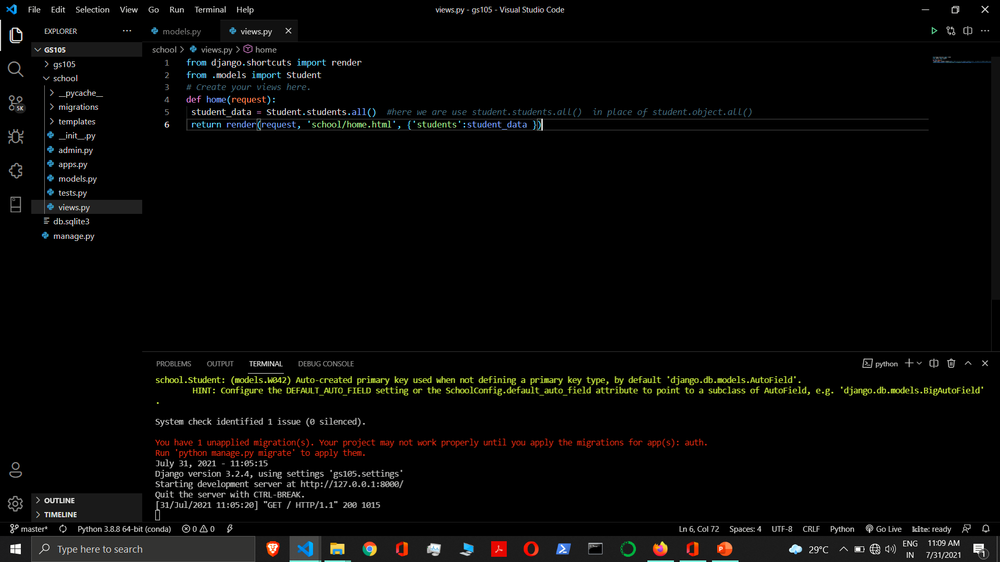 File Edit Selection View Go Run Terminal Help
views.py - gs105 - Visual Studio Code
EXPLORER
models.py
views.py
GS105
gs105
school
__pycache__
migrations
templates
__init__.py
admin.py
apps.py
models.py
tests.py
views.py
db.sqlite3
manage.py
OUTLINE
TIMELINE
5K
school > views.py > home
1 from django.shortcuts import render
2 from .models import Student
3 # Create your views here.
4 def home(request):
5 student_data = Student.students.all()  #here we are use student.students.all()  in place of student.object.all()
6 return render(request, 'school/home.html', {'students':student_data })
PROBLEMS OUTPUT TERMINAL DEBUG CONSOLE
python
school.Student: (models.W042) Auto-created primary key used when not defining a primary key type, by default 'django.db.models.AutoField'.
HINT: Configure the DEFAULT_AUTO_FIELD setting or the SchoolConfig.default_auto_field attribute to point to a subclass of AutoField, e.g. 'django.db.models.BigAutoField'
.
System check identified 1 issue (0 silenced).
You have 1 unapplied migration(s). Your project may not work properly until you apply the migrations for app(s): auth.
Run 'python manage.py migrate' to apply them.
July 31, 2021 - 11:05:15
Django version 3.2.4, using settings 'gs105.settings'
Starting development server at http://127.0.0.1:8000/
Quit the server with CTRL-BREAK.
[31/Jul/2021 11:05:20] "GET / HTTP/1.1" 200 1015
master* Python 3.8.8 64-bit (conda) 0 0
Ln 6, Col 72 Spaces: 4 UTF-8 CRLF Python Go Live kite: ready
Type here to search
29°C
ENG
IN
11:09 AM
7/31/2021
1